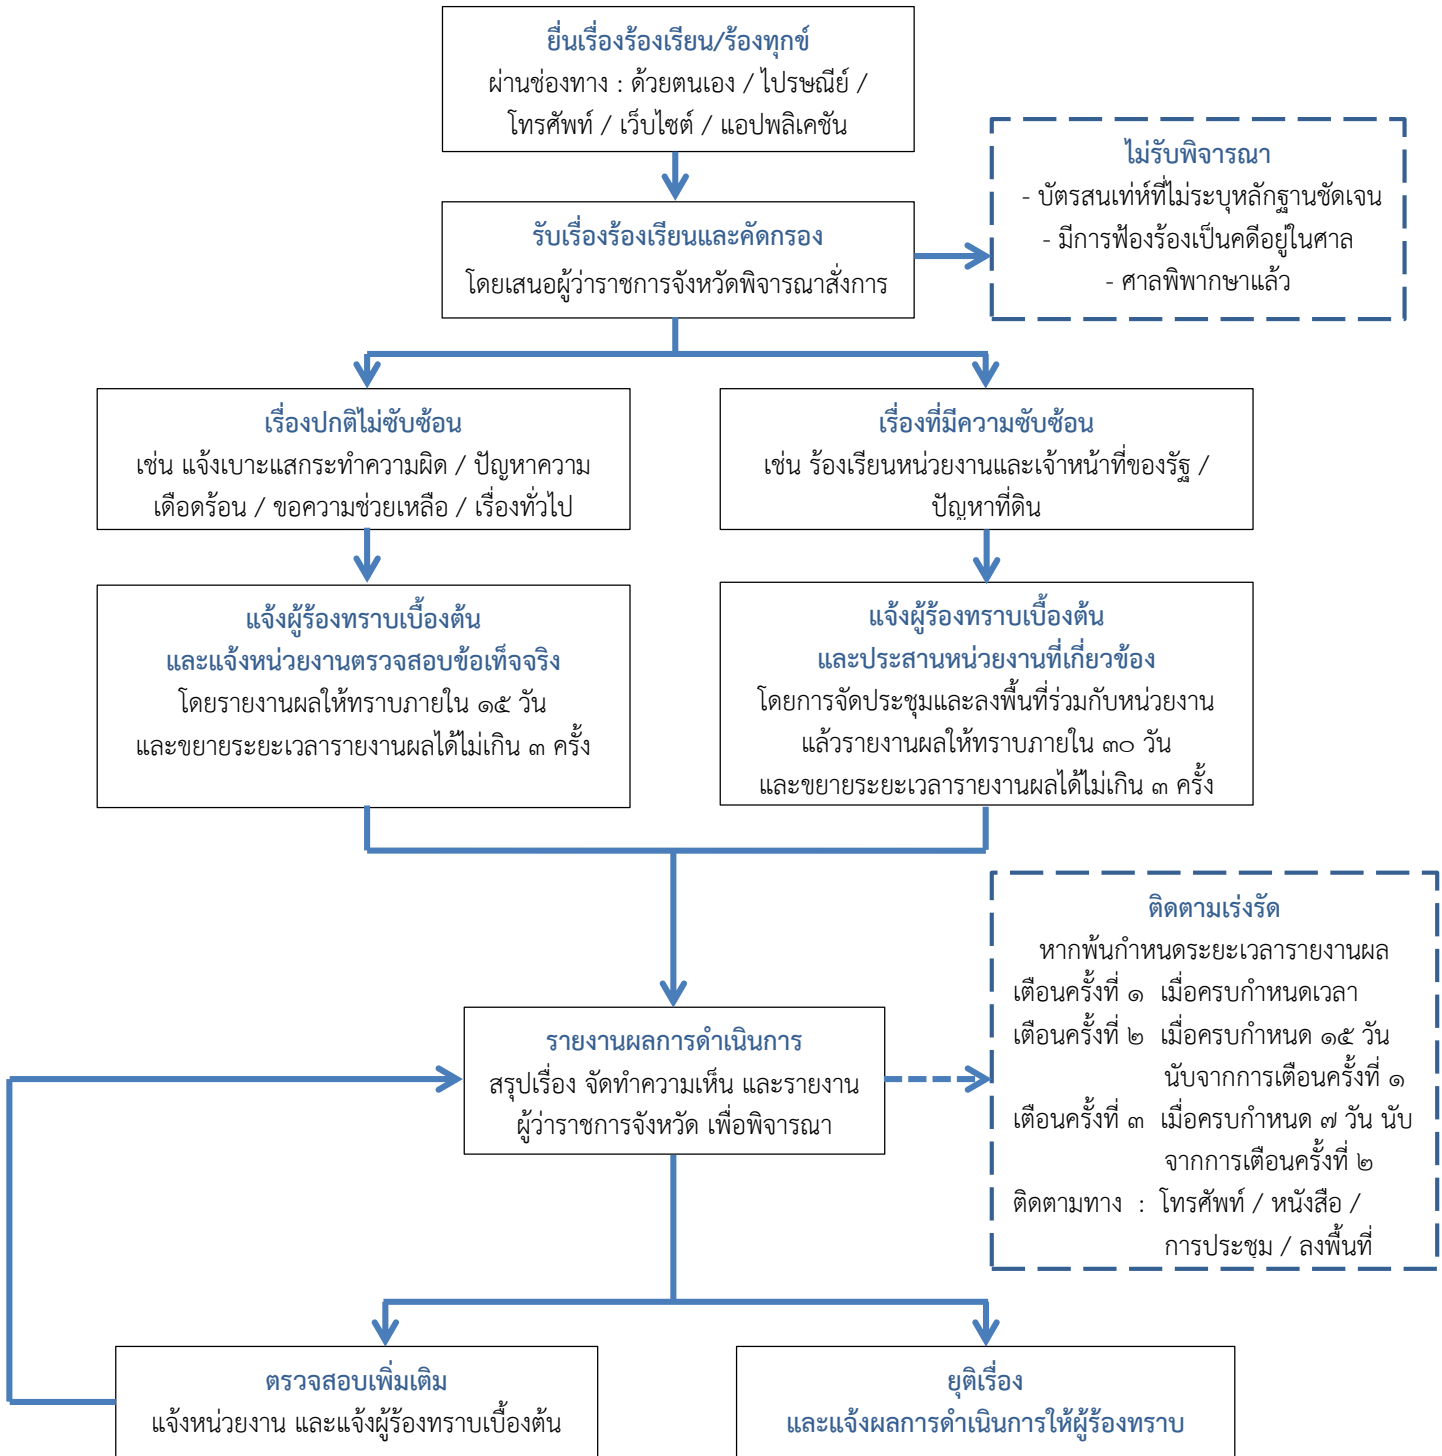 ยื่นเรื่องร้องเรียน/ร้องทุกข์
ผ่านช่องทาง : ด้วยตนเอง / ไปรษณีย์ /
โทรศัพท์ / เว็บไซต์ / แอปพลิเคชัน
ไม่รับพิจารณา
- บัตรสนเท่ห์ที่ไม่ระบุหลักฐานชัดเจน
- มีการฟ้องร้องเป็นคดีอยู่ในศาล
- ศาลพิพากษาแล้ว
รับเรื่องร้องเรียนและคัดกรอง
โดยเสนอผู้ว่าราชการจังหวัดพิจารณาสั่งการ
เรื่องปกติไม่ซับซ้อน
เช่น แจ้งเบาะแสกระทำความผิด / ปัญหาความ
เดือดร้อน / ขอความช่วยเหลือ / เรื่องทั่วไป
เรื่องที่มีความซับซ้อน
เช่น ร้องเรียนหน่วยงานและเจ้าหน้าที่ของรัฐ /
ปัญหาที่ดิน
แจ้งผู้ร้องทราบเบื้องต้น
และแจ้งหน่วยงานตรวจสอบข้อเท็จจริง
โดยรายงานผลให้ทราบภายใน ๑๕ วัน
และขยายระยะเวลารายงานผลได้ไม่เกิน ๓ ครั้ง
แจ้งผู้ร้องทราบเบื้องต้น
และประสานหน่วยงานที่เกี่ยวข้อง
โดยการจัดประชุมและลงพื้นที่ร่วมกับหน่วยงาน
แล้วรายงานผลให้ทราบภายใน ๓๐ วัน
และขยายระยะเวลารายงานผลได้ไม่เกิน ๓ ครั้ง
ติดตามเร่งรัด
หากพ้นกำหนดระยะเวลารายงานผล
เตือนครั้งที่ ๑ เมื่อครบกำหนดเวลา
เตือนครั้งที่ ๒ เมื่อครบกำหนด ๑๕ วัน
นับจากการเตือนครั้งที่ ๑
เตือนครั้งที่ ๓ เมื่อครบกำหนด ๗ วัน นับ
จากการเตือนครั้งที่ ๒
ติดตามทาง : โทรศัพท์ / หนังสือ /
การประชุม / ลงพื้นที่
รายงานผลการดำเนินการ
สรุปเรื่อง จัดทำความเห็น และรายงาน
ผู้ว่าราชการจังหวัด เพื่อพิจารณา
ตรวจสอบเพิ่มเติม
แจ้งหน่วยงาน และแจ้งผู้ร้องทราบเบื้องต้น
ยุติเรื่อง
และแจ้งผลการดำเนินการให้ผู้ร้องทราบ